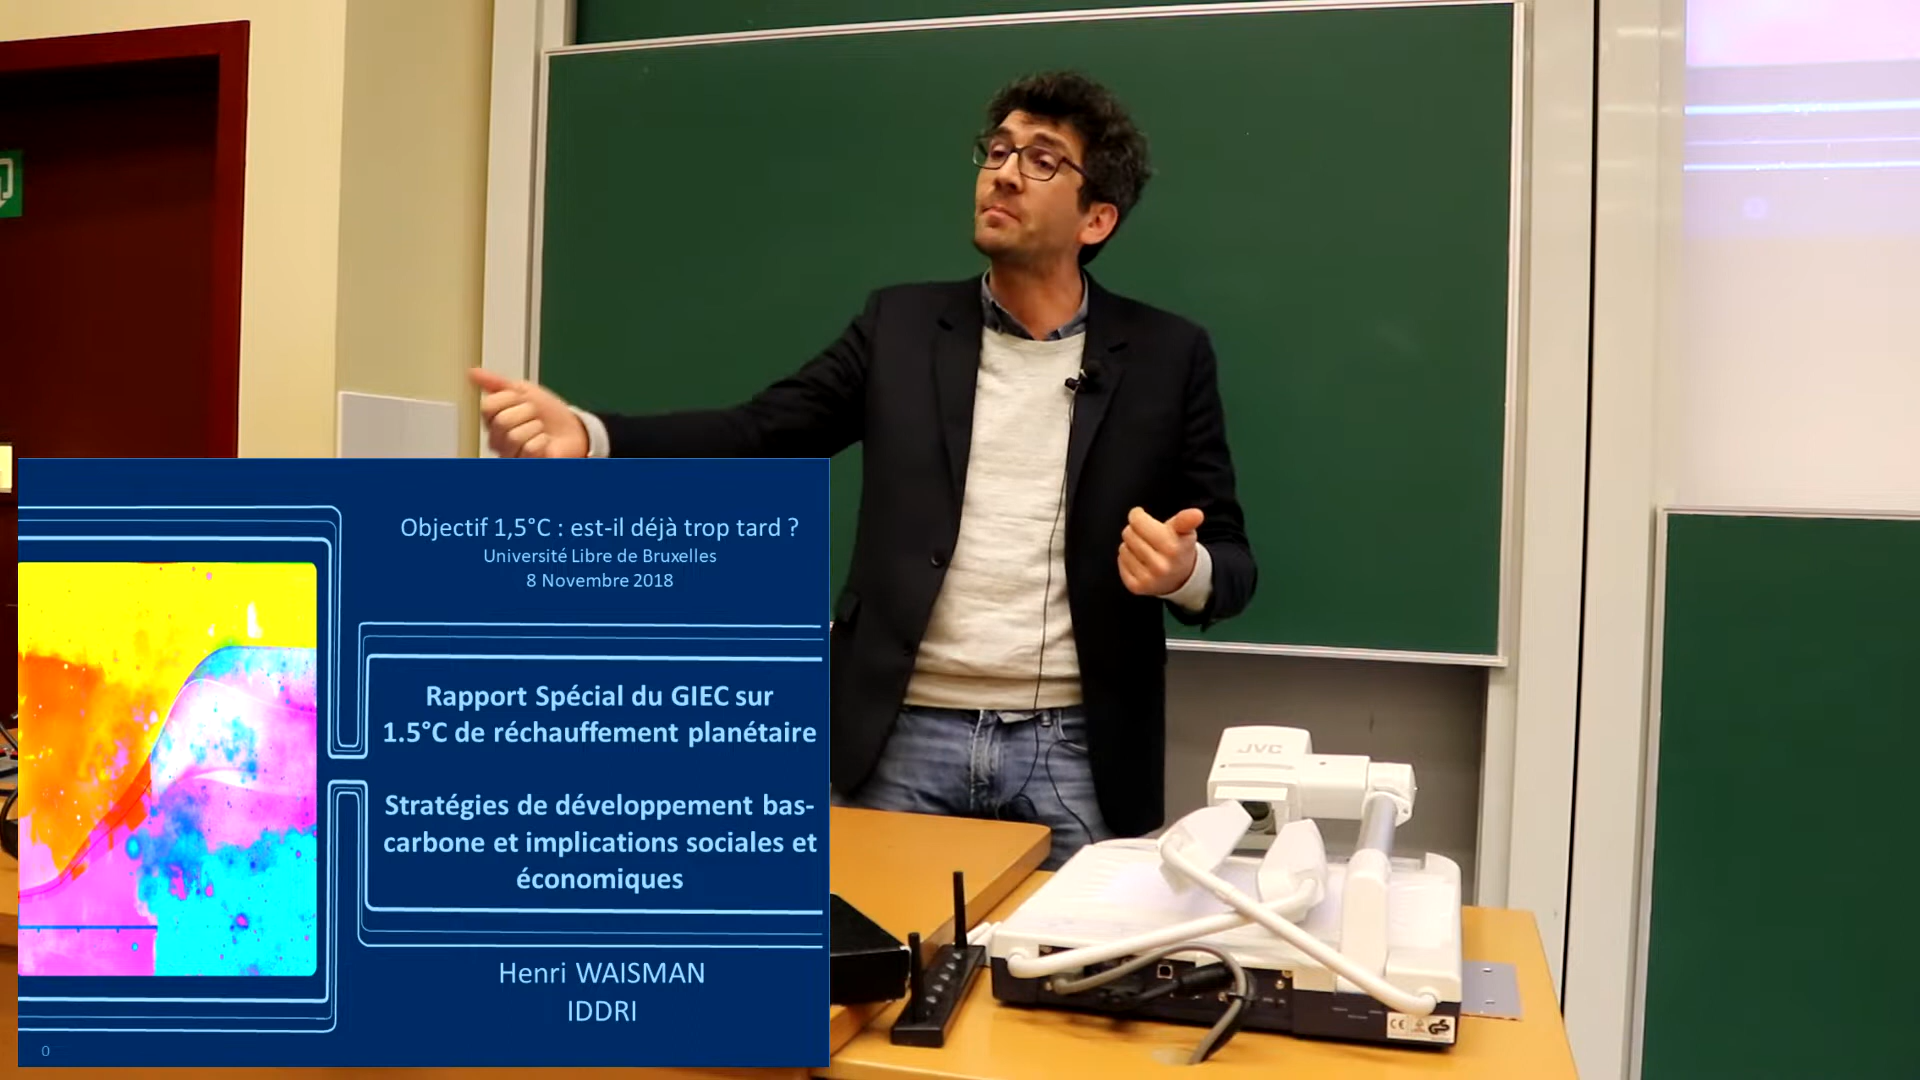 Objectif 1,5°C : est-il déjà trop tard ?
Université Libre de Bruxelles
8 Novembre 2018
Rapport Spécial du GIEC sur
1.5°C de réchauffement planétaire
Stratégies de développement bas-
carbone et implications sociales et
économiques
Henri WAISMAN
IDDRI
0
JVC
CE
GS